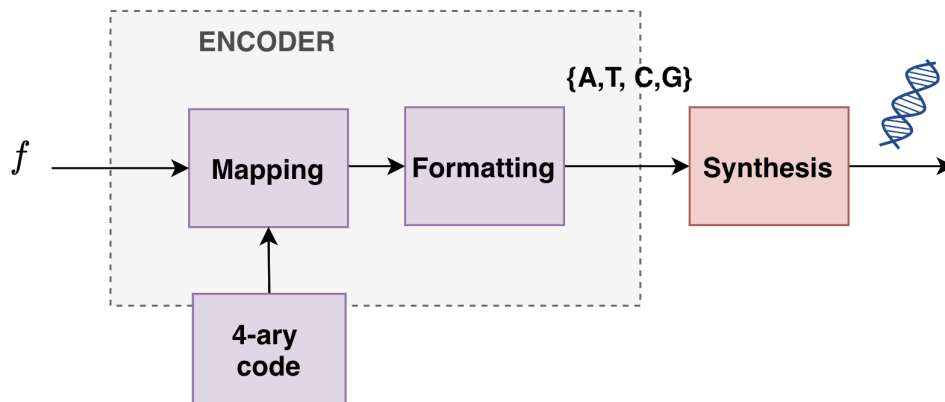 ENCODER
{A,T, C,G}
f
Mapping
Formatting
Synthesis
4-ary
code